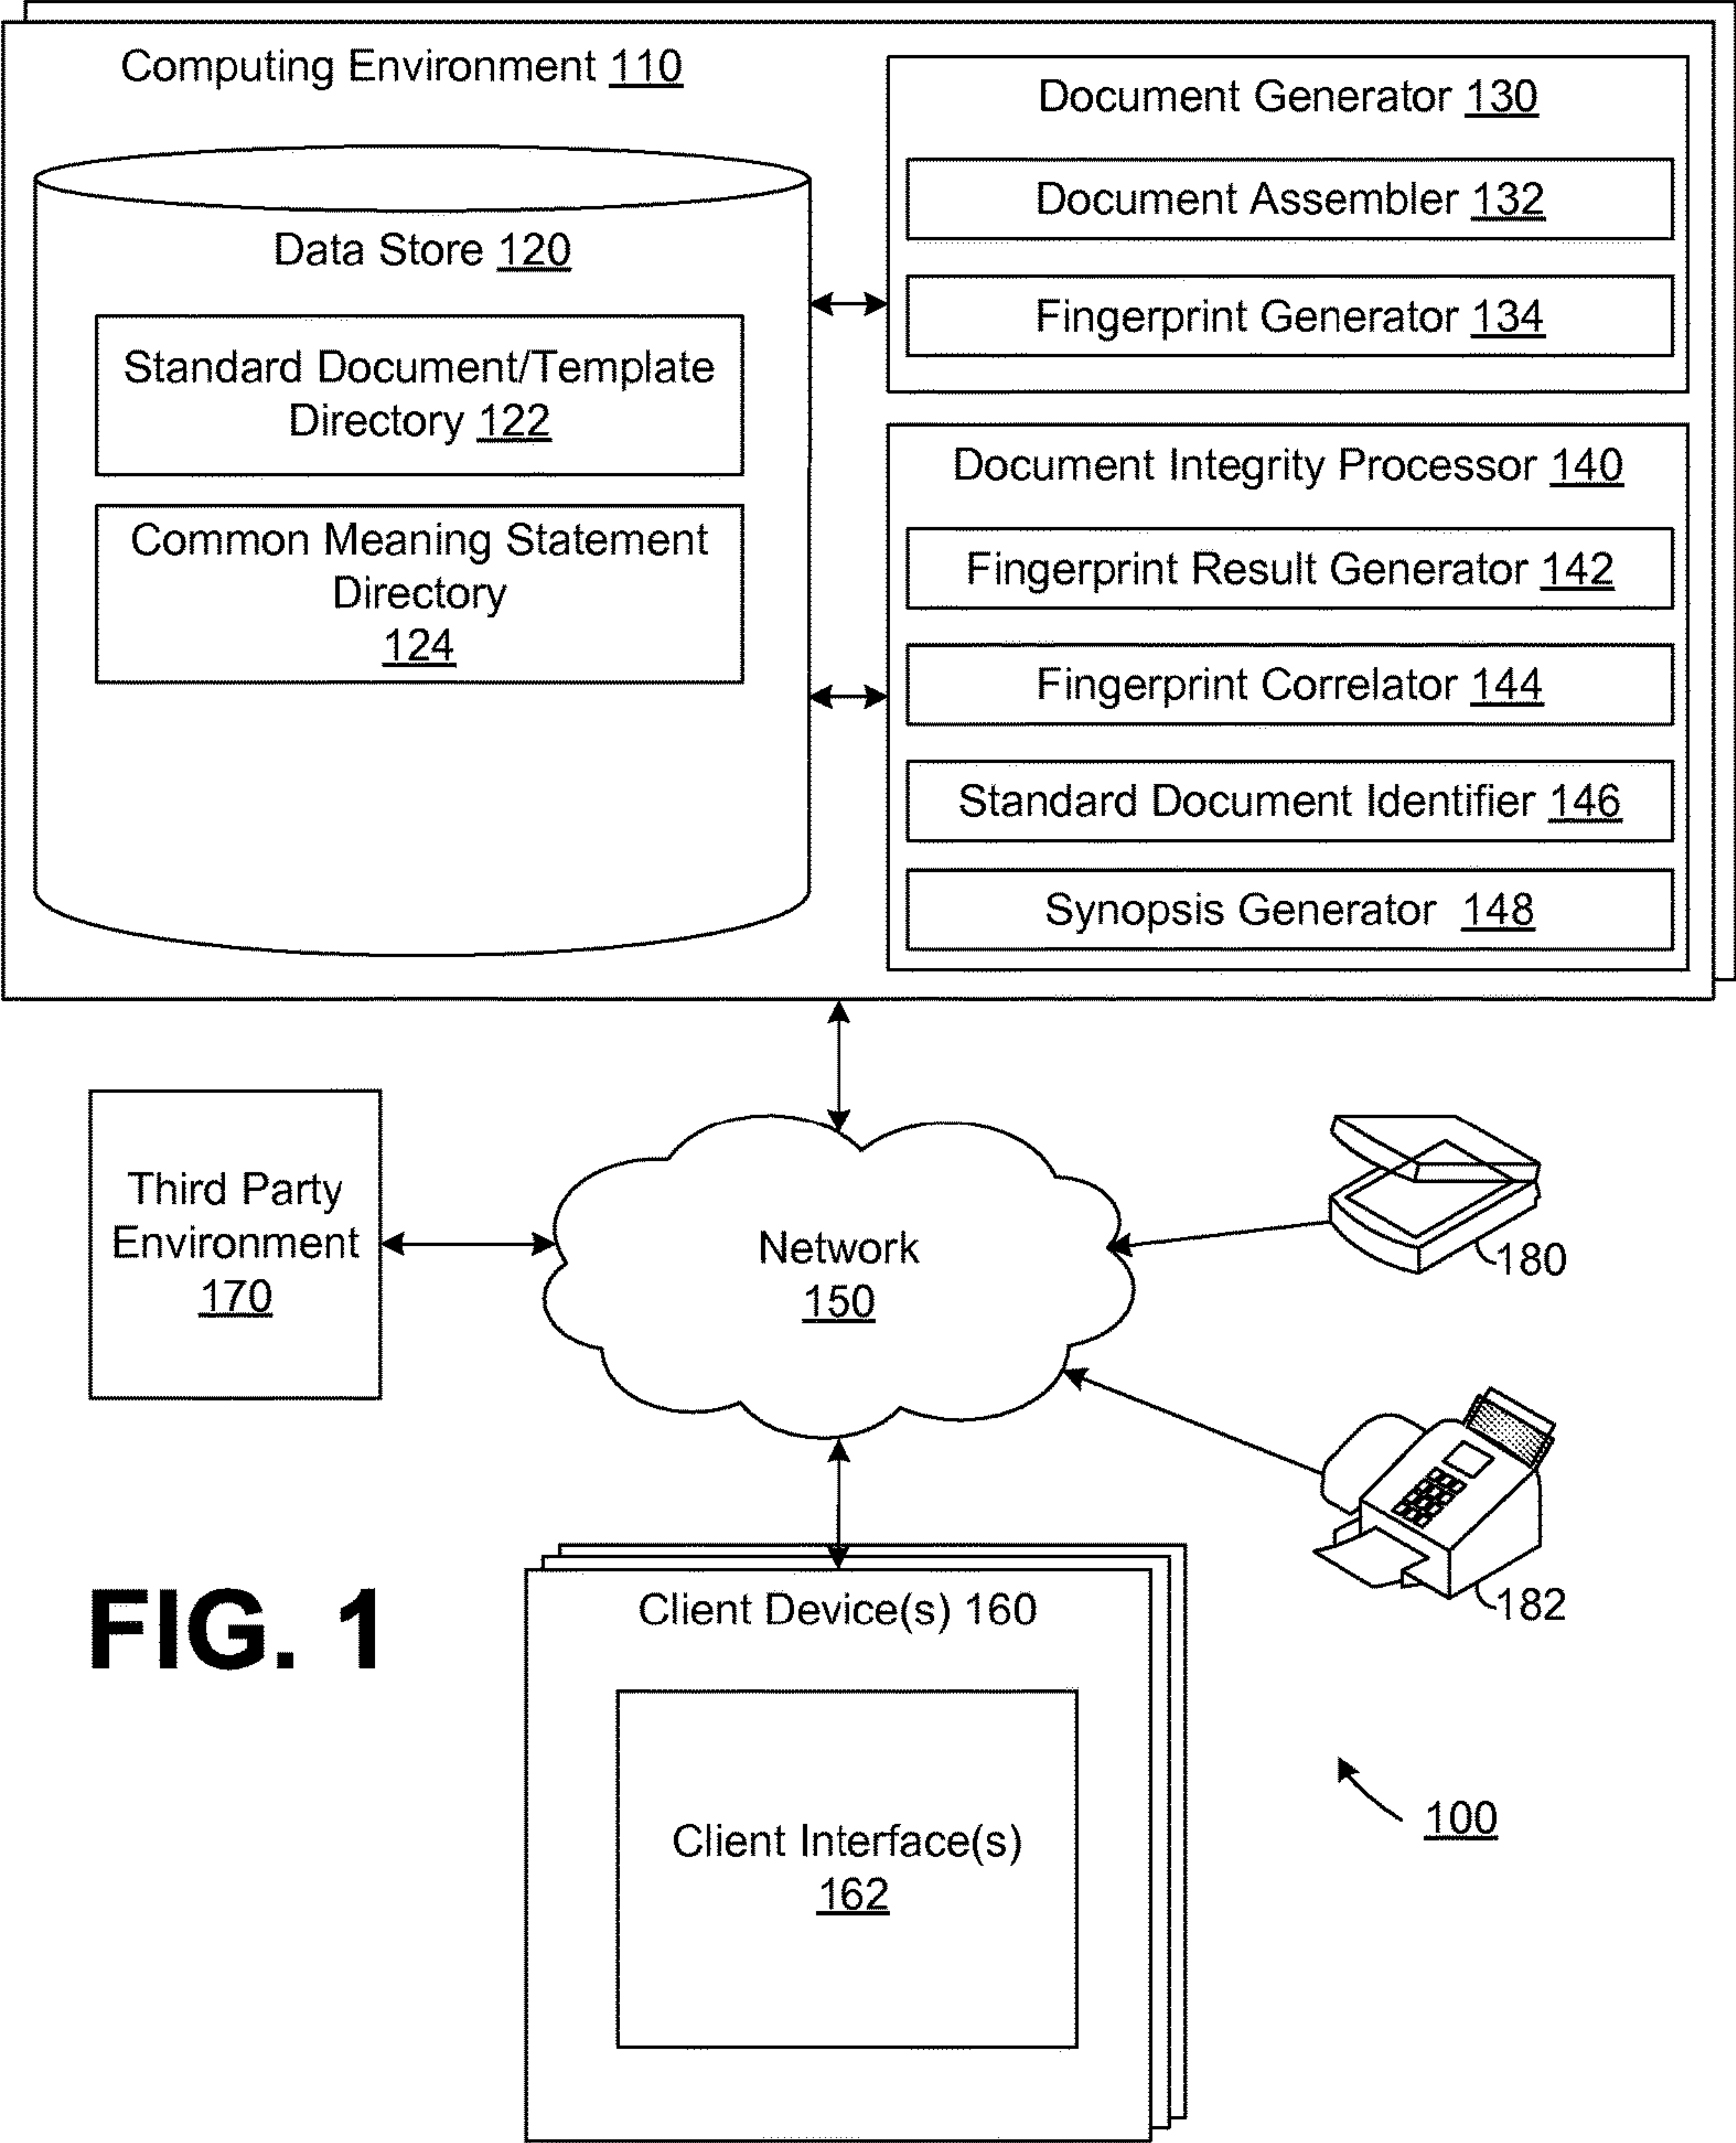 Computing Environment 110
Data Store 120
Standard Document/Template
Directory 122
Common Meaning Statement
Directory
124
Document Generator 130
Document Assembler 132
Fingerprint Generator 134
Document Integrity Processor 140
Fingerprint Result Generator 142
Fingerprint Correlator 144
Standard Document Identifier 146
Synopsis Generator 148
Third Party
Environment
170
Network
150
180
182
Client Device(s) 160
Client Interface(s)
162
FIG. 1
100